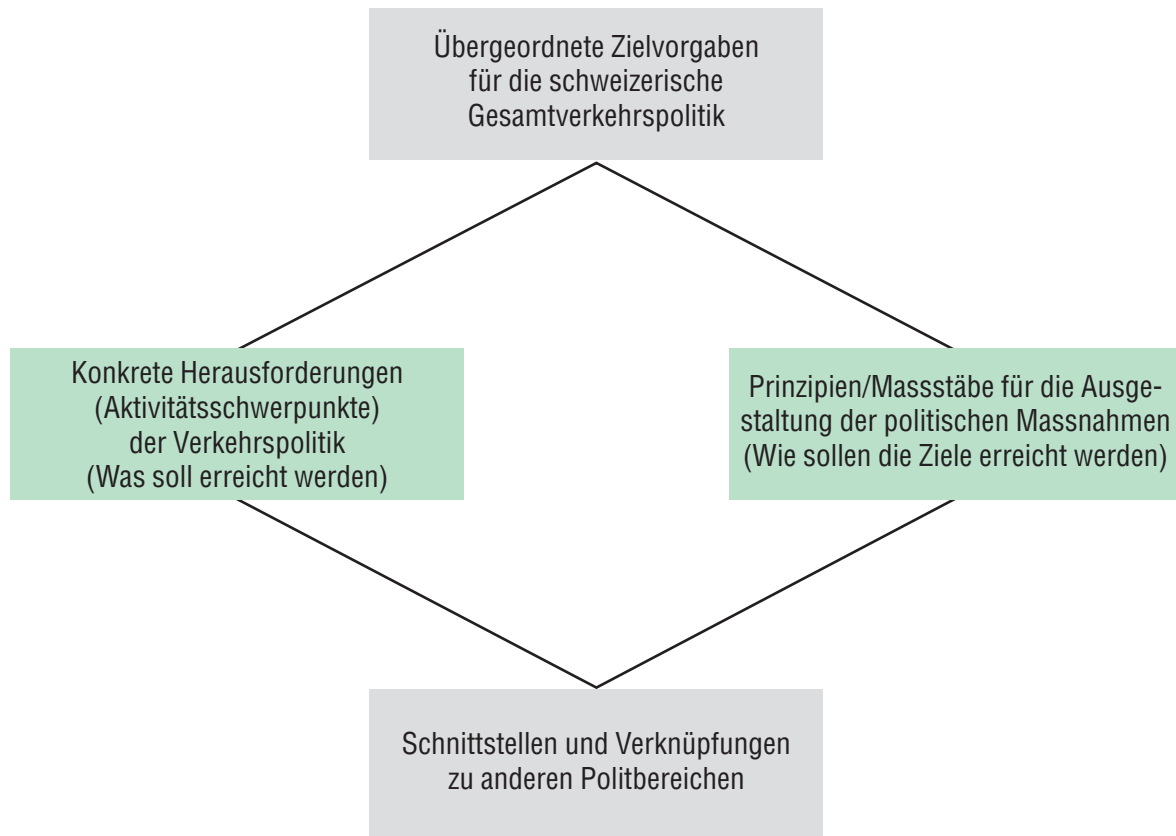 Übergeordnete Zielvorgaben
für die schweizerische
Gesamtverkehrspolitik
Konkrete Herausforderungen
(Aktivitätsschwerpunkte)
der Verkehrspolitik
(Was soll erreicht werden)
Prinzipien/Massstäbe für die Ausge-
staltung der politischen Massnahmen
(Wie sollen die Ziele erreicht werden)
Schnittstellen und Verknüpfungen
zu anderen Politbereichen